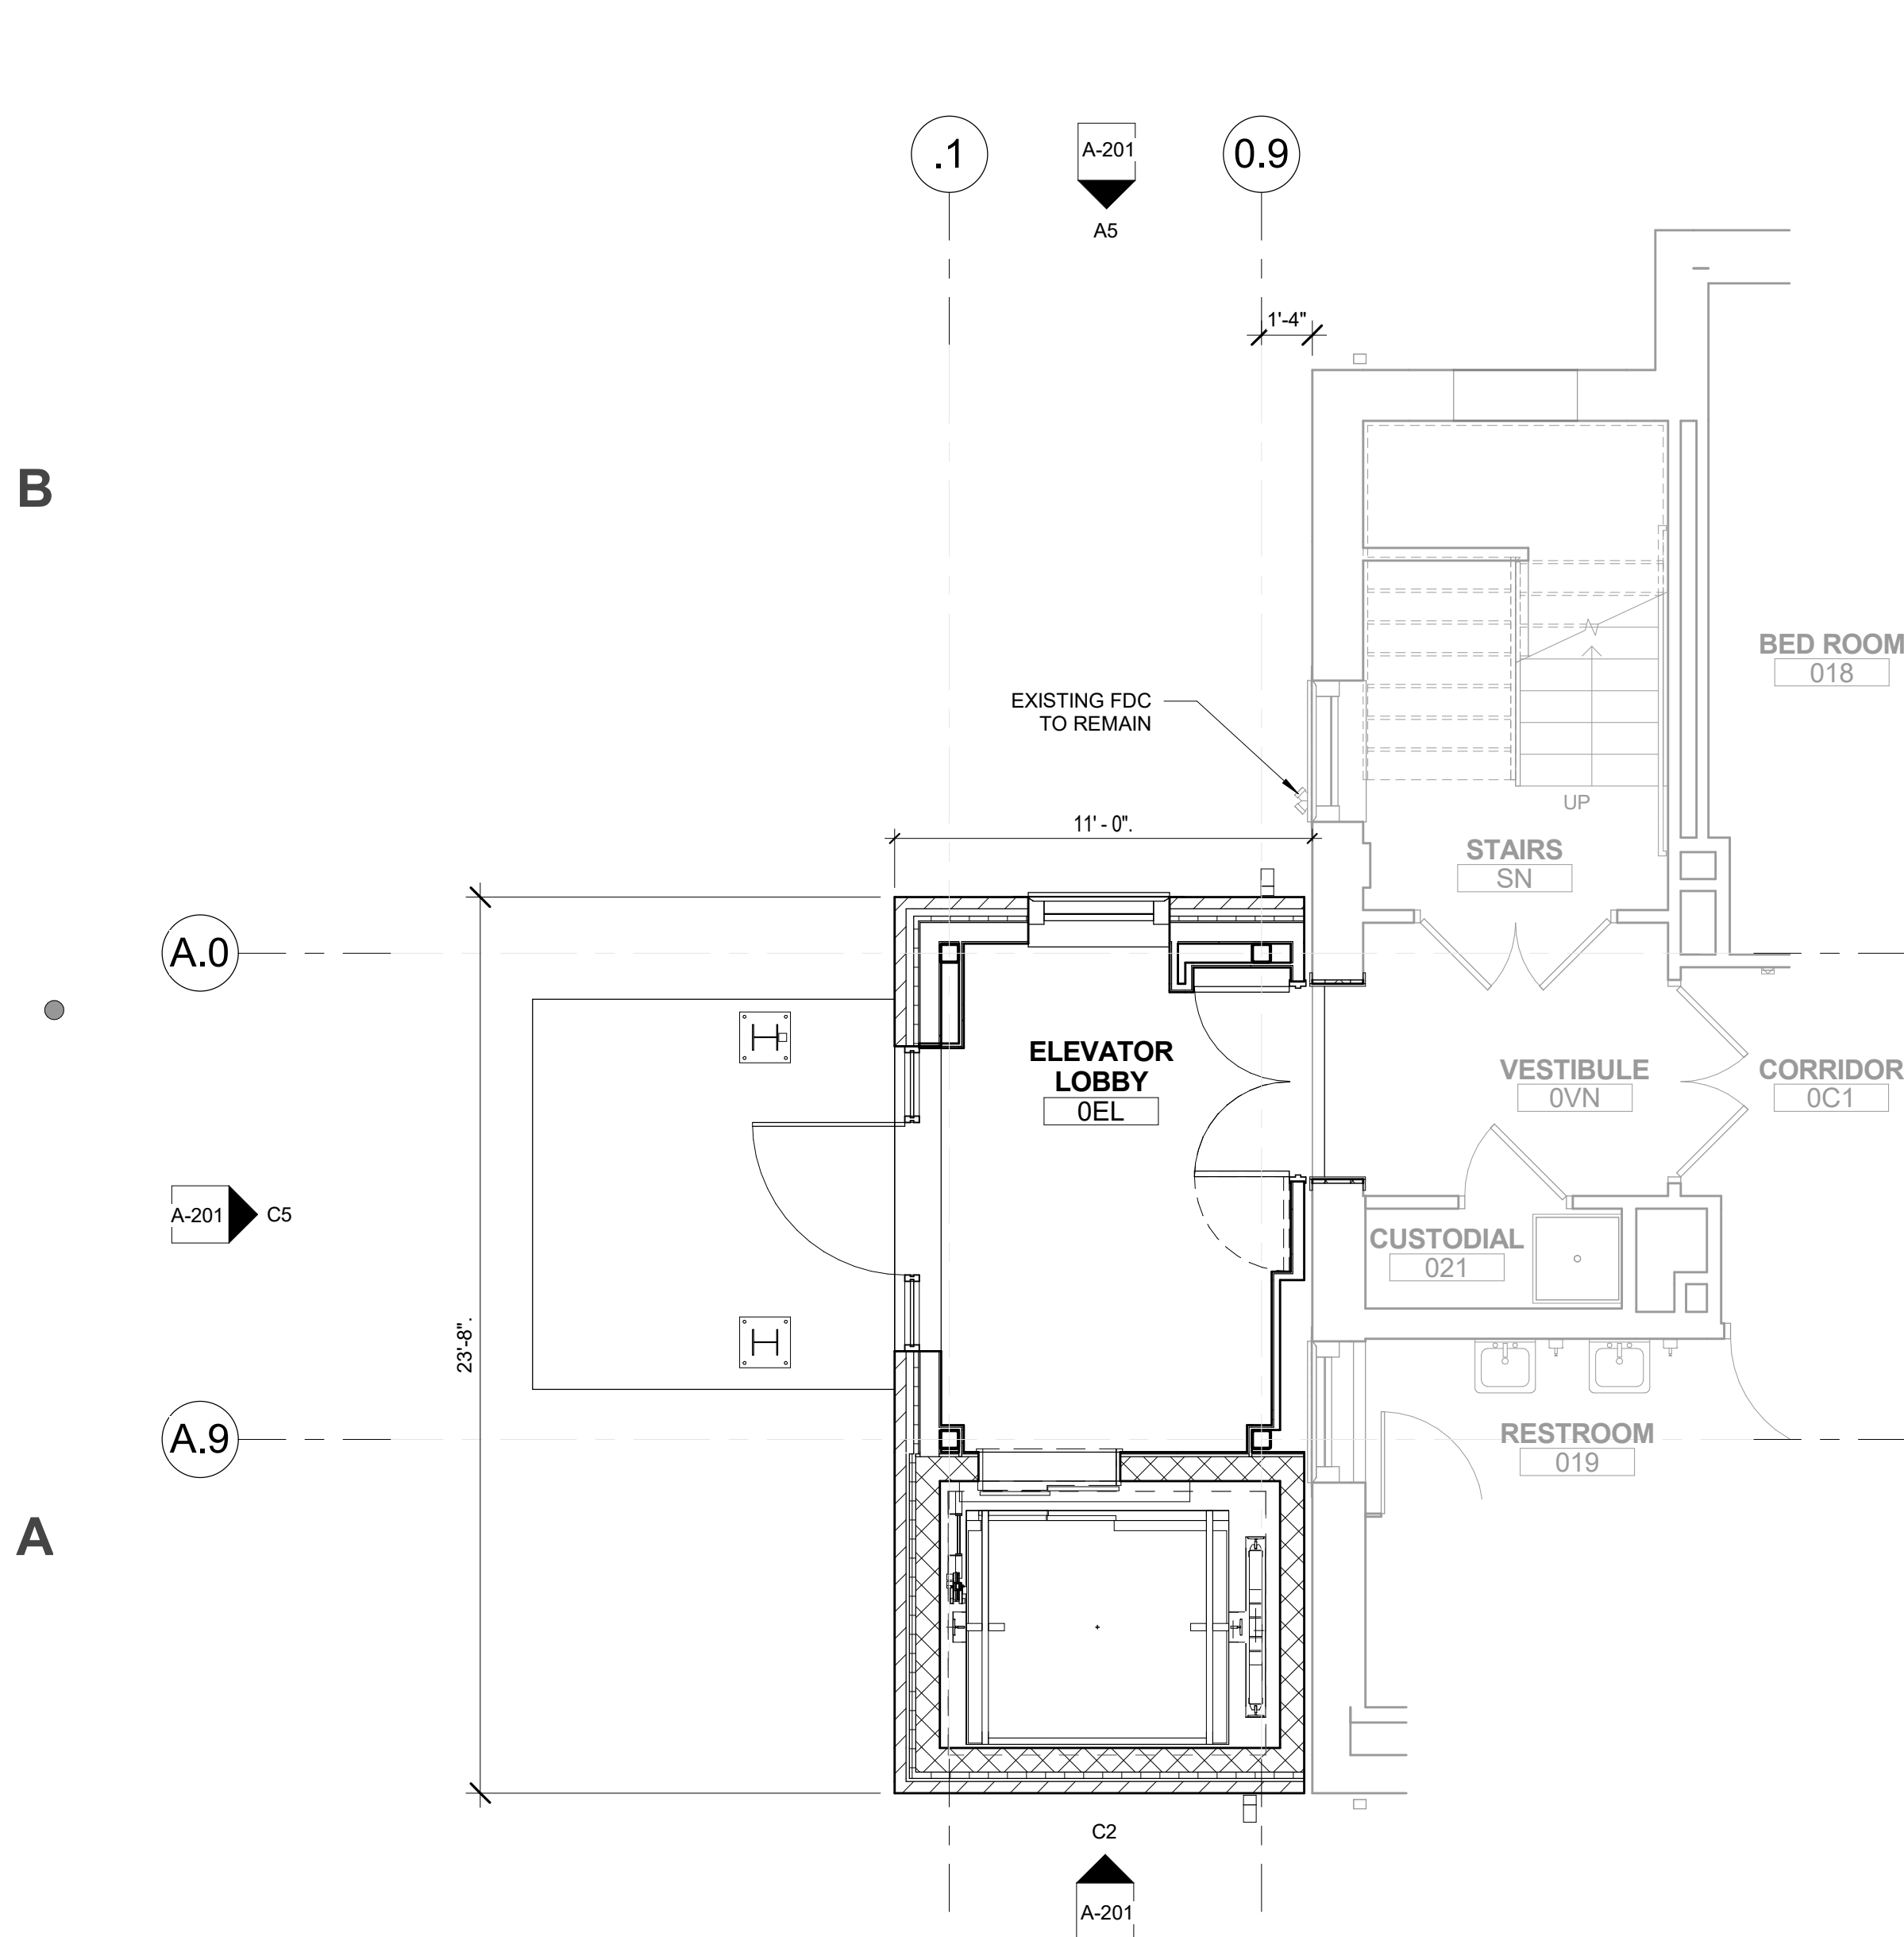 .1
A-201
0.9
A5
1'-4"
B
BED ROOM
018
EXISTING FDC
TO REMAIN
UP
11' - 0".
STAIRS
SN
A.0
ELEVATOR
LOBBY
0EL
VESTIBULE
0VN
CORRIDOR
0C1
A-201
C5
CUSTODIAL
021
23'-8".
A.9
RESTROOM
019
A
C2
A-201